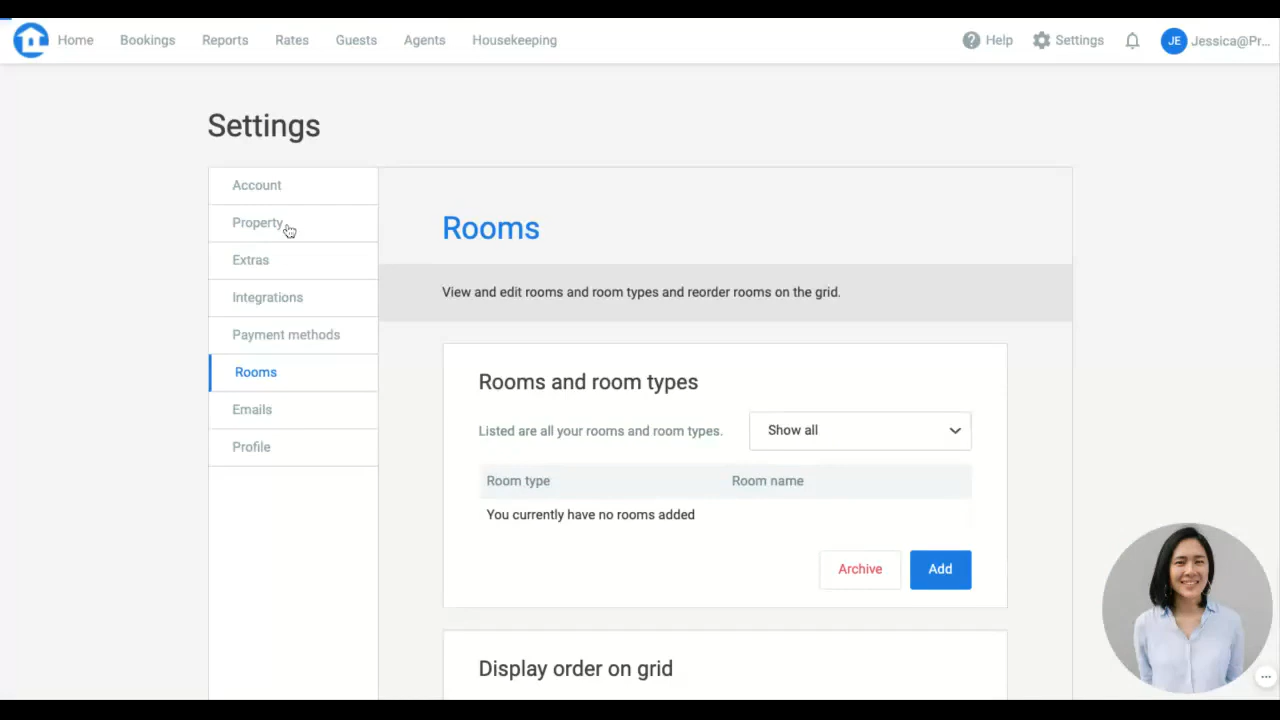 Home Bookings Reports Rates Guests Agents Housekeeping ? Help Settings JE Jessica@Pr...
Settings
Account
Property
Extras
Integrations
Payment methods
Rooms
Emails
Profile
Rooms
View and edit rooms and room types and reorder rooms on the grid.
Rooms and room types
Listed are all your rooms and room types. Show all
Room type Room name
You currently have no rooms added
Archive Add
Display order on grid